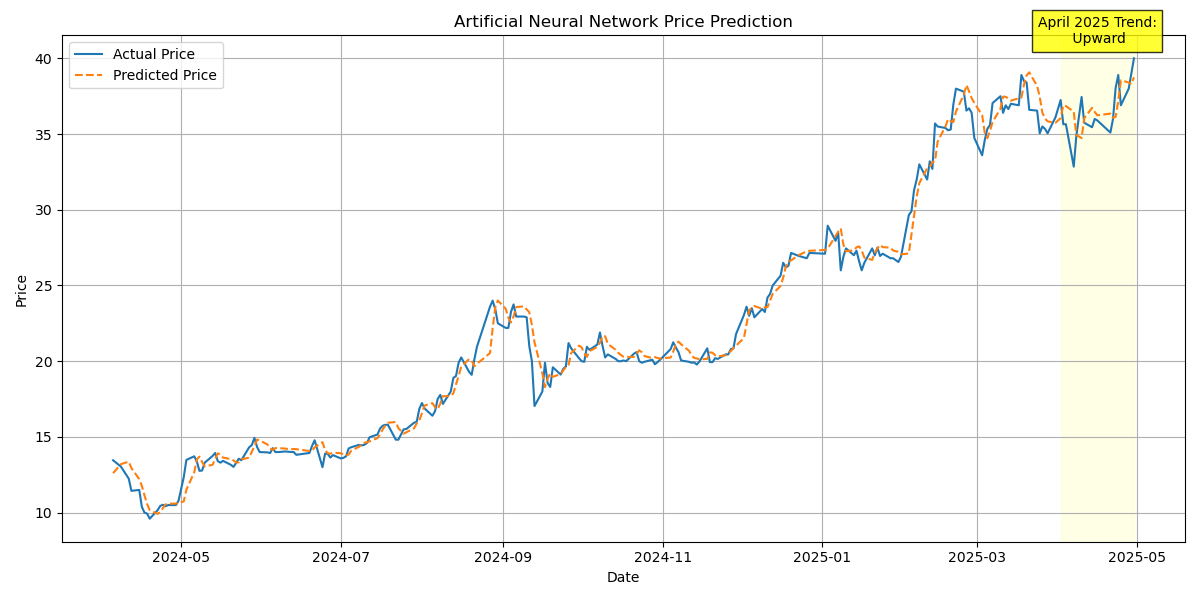 Artificial Neural Network Price Prediction
April 2025 Trend:
Upward
Actual Price
Predicted Price
Price
40
35
30
25
20
15
10
2024-05
2024-07
2024-09
2024-11
2025-01
2025-03
2025-05
Date